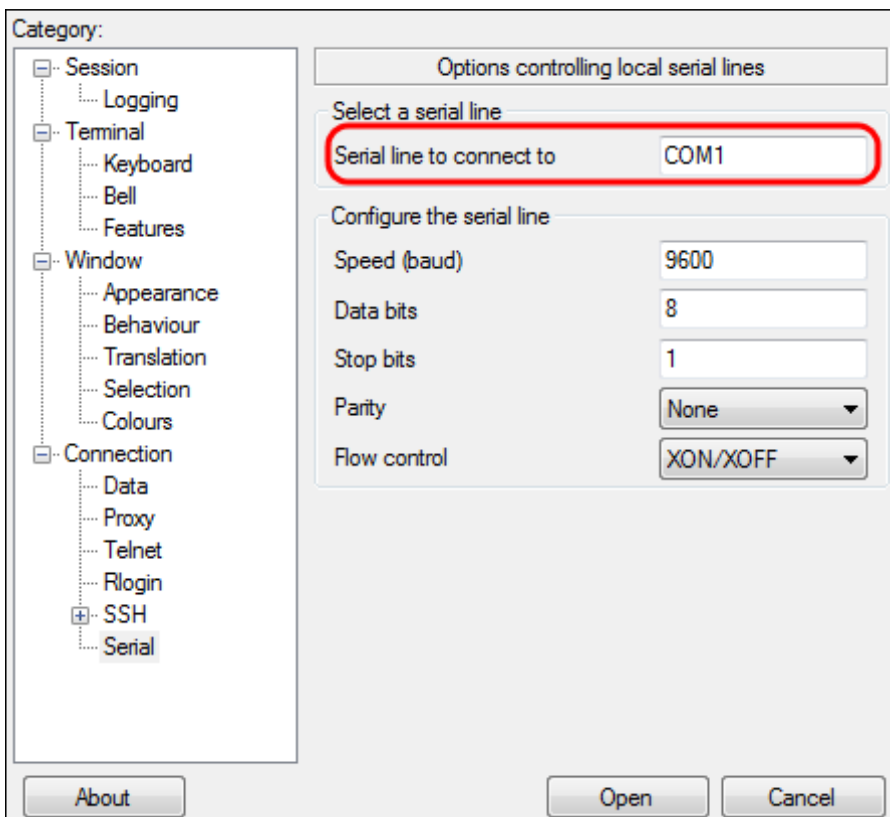 Category:
Session
Logging
Terminal
Keyboard
Bell
Features
Window
Appearance
Behaviour
Translation
Selection
Colours
Connection
Data
Proxy
Telnet
Rlogin
SSH
Serial
Options controlling local serial lines
Select a serial line
Serial line to connect to COM1
Configure the serial line
Speed (baud) 9600
Data bits 8
Stop bits 1
Parity None
Flow control XON/XOFF
About Open Cancel